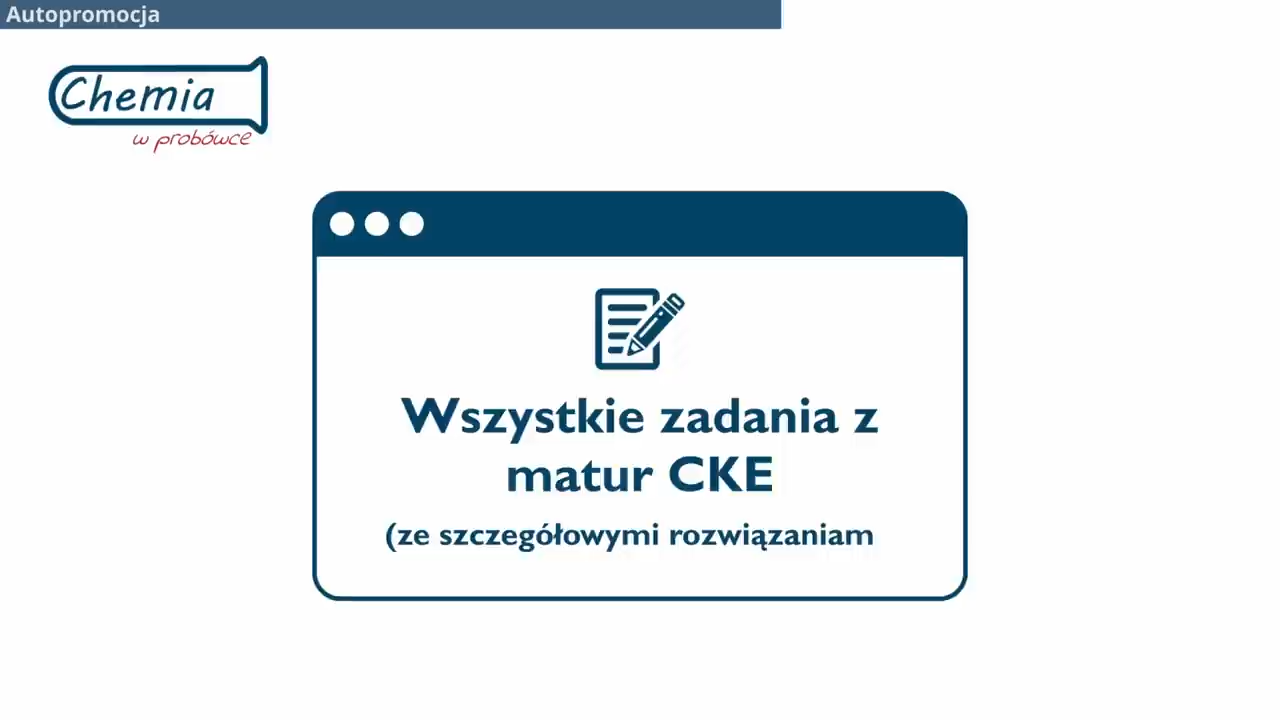 Autopromocja
Chemia
w probówce
Wszystkie zadania z
matur CKE
(ze szczegółowymi rozwiązaniam